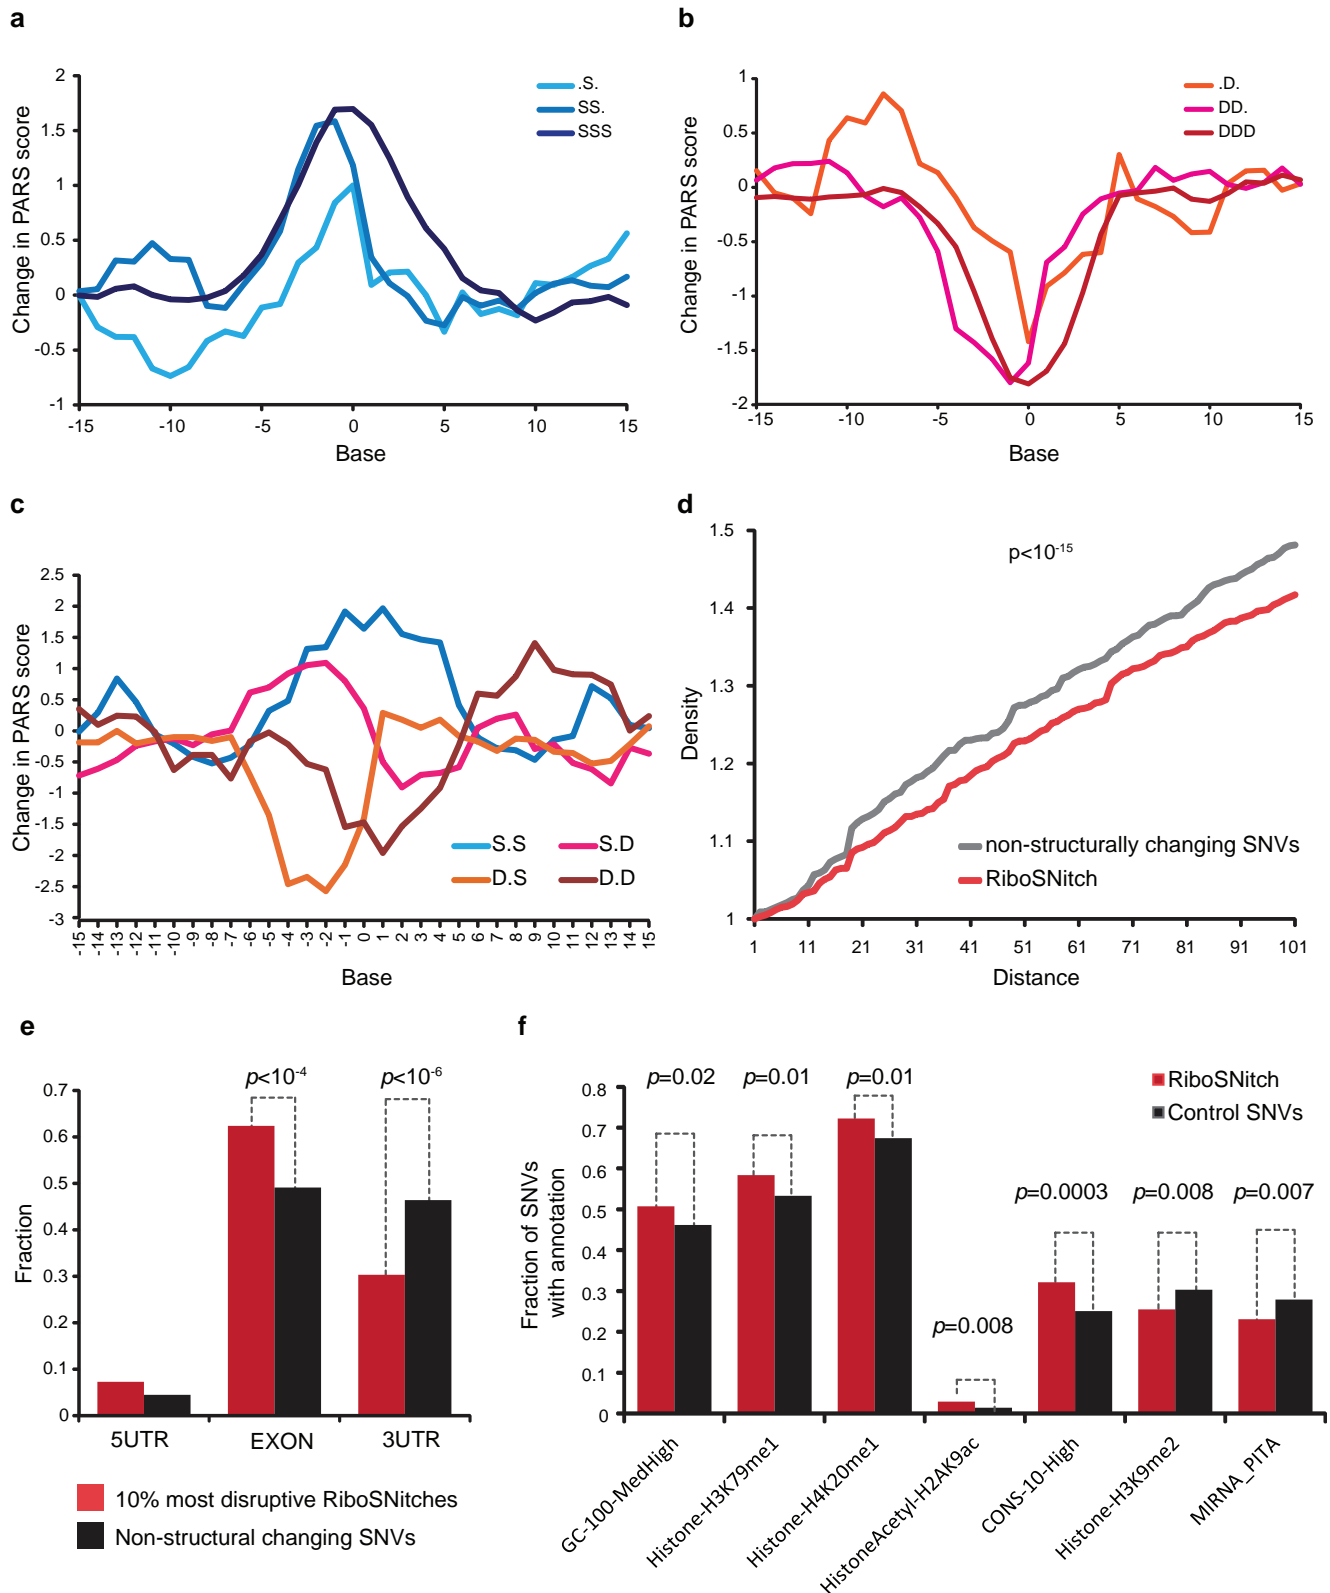 a
Change in PARS score
2
1.5
1
0.5
0
-0.5
-1
-15
-10
-5
0
5
10
15
Base
.S.
SS.
SSS
b
Change in PARS score
1
0.5
0
-0.5
-1
-1.5
-2
-15
-10
-5
0
5
10
15
Base
.D.
DD.
DDD
c
Change in PARS score
2.5
2
1.5
1
0.5
0
-0.5
-1
-1.5
-2
-2.5
-3
-15
-14
-13
-11
-10
-9
-8
-7
-6
-5
-4
-3
-2
-1
0
1
2
3
4
5
6
7
8
9
10
11
12
13
14
15
Base
S.S
S.D
D.S
D.D
d
Density
1.5
1.4
1.3
1.2
1.1
1
1
11
21
31
41
51
61
71
81
91
101
Distance
p<10-15
non-structurally changing SNVs
RiboSNitch
e
Fraction
0.7
0.6
0.5
0.4
0.3
0.2
0.1
0
p<10-4
p<10-6
5UTR
EXON
3UTR
10% most disruptive RiboSNitches
Non-structural changing SNVs
f
Fraction of SNVs
with annotation
0.8
0.7
0.6
0.5
0.4
0.3
0.2
0.1
0
p=0.02
p=0.01
p=0.01
p=0.008
p=0.0003
p=0.008
p=0.007
RiboSNitch
Control SNVs
GC-100-MedHigh
Histone-H3K79me1
Histone-H4K20me1
HistoneAcetyl-H2AK9ac
CONS-10-High
Histone-H3K9me2
MIRNA_PITA